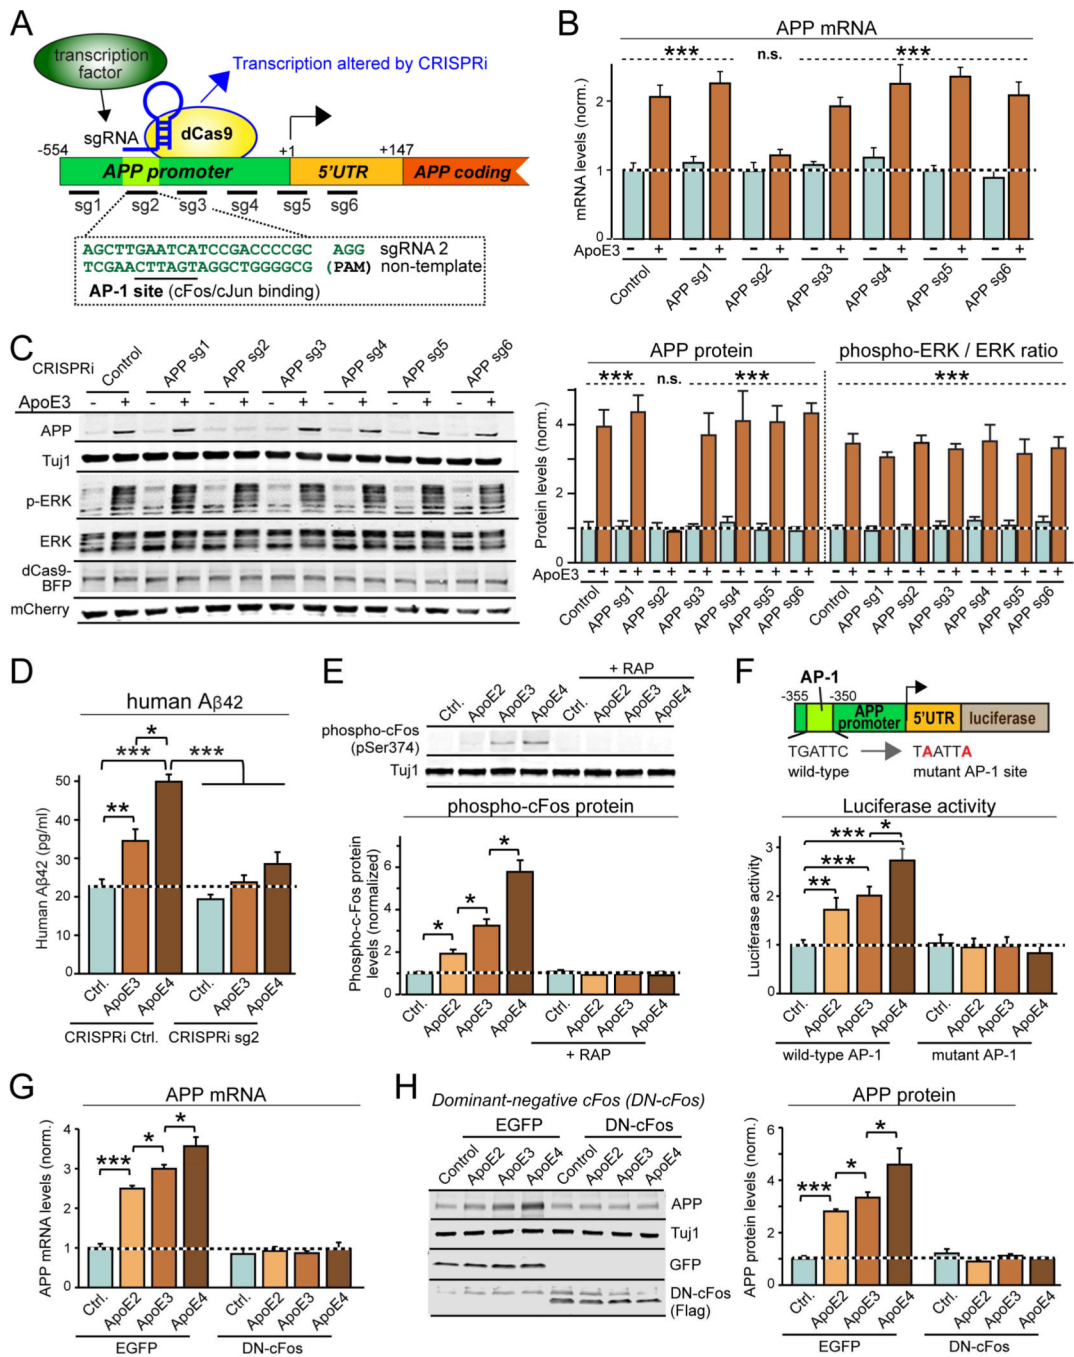 A
transcription
factor
Transcription altered by CRISPRi
sgRNA
dCas9
-554
+1
+147
APP promoter
5'UTR
APP coding
sg1
sg2
sg3
sg4
sg5
sg6
AGCTTGAATCATCCGACCCCGC AGG sgRNA 2
TCGAACTTAGTAGGCTGGGGCG (PAM) non-template
AP-1 site (cFos/cJun binding)
B
APP mRNA
*** n.s. ***
mRNA levels (norm.)
2
1
0
ApoE3 - + - + - + - + - + - + - +
Control
APP sg1
APP sg2
APP sg3
APP sg4
APP sg5
APP sg6
C
CRISPRi
Control
APP sg1
APP sg2
APP sg3
APP sg4
APP sg5
APP sg6
ApoE3 - + - + - + - + - + - + - +
APP
Tuj1
p-ERK
ERK
dCas9-
BFP
mCherry
APP protein
phospho-ERK / ERK ratio
*** n.s. *** ***
Protein levels (norm.)
4
2
0
ApoE3 - + - + - + - + - + - + - + - + - + - + - + - + - + - +
Control
APP sg1
APP sg2
APP sg3
APP sg4
APP sg5
APP sg6
Control
APP sg1
APP sg2
APP sg3
APP sg4
APP sg5
APP sg6
D
human Aβ42
*
*** ***
**
Human Aβ42 (pg/ml)
50
40
30
20
10
0
Ctrl.
ApoE3
ApoE4
Ctrl.
ApoE3
ApoE4
CRISPRi Ctrl.
CRISPRi sg2
E
+ RAP
Ctrl.
ApoE2
ApoE3
ApoE4
Ctrl.
ApoE2
ApoE3
ApoE4
phospho-cFos
(pSer374)
Tuj1
phospho-cFos protein
Phospho-c-Fos protein
levels (normalized)
6
4
2
1
0
*
*
*
Ctrl.
ApoE2
ApoE3
ApoE4
Ctrl.
ApoE2
ApoE3
ApoE4
+ RAP
F
AP-1
-355
-350
APP
promoter
5'UTR
luciferase
TGATTC
TAATTA
wild-type
mutant AP-1 site
Luciferase activity
*** *
***
**
Luciferase activity
2
1
0
Ctrl.
ApoE2
ApoE3
ApoE4
Ctrl.
ApoE2
ApoE3
ApoE4
wild-type AP-1
mutant AP-1
G
APP mRNA
APP mRNA levels (norm.)
4
3
2
1
0
***
*
*
Ctrl.
ApoE2
ApoE3
ApoE4
Ctrl.
ApoE2
ApoE3
ApoE4
EGFP
DN-cFos
H
Dominant-negative cFos (DN-cFos)
EGFP
DN-cFos
Control
ApoE2
ApoE3
ApoE4
Control
ApoE2
ApoE3
ApoE4
APP
Tuj1
GFP
DN-cFos
(Flag)
APP protein
APP protein levels (norm.)
6
4
2
1
0
***
*
*
Ctrl.
ApoE2
ApoE3
ApoE4
Ctrl.
ApoE2
ApoE3
ApoE4
EGFP
DN-cFos